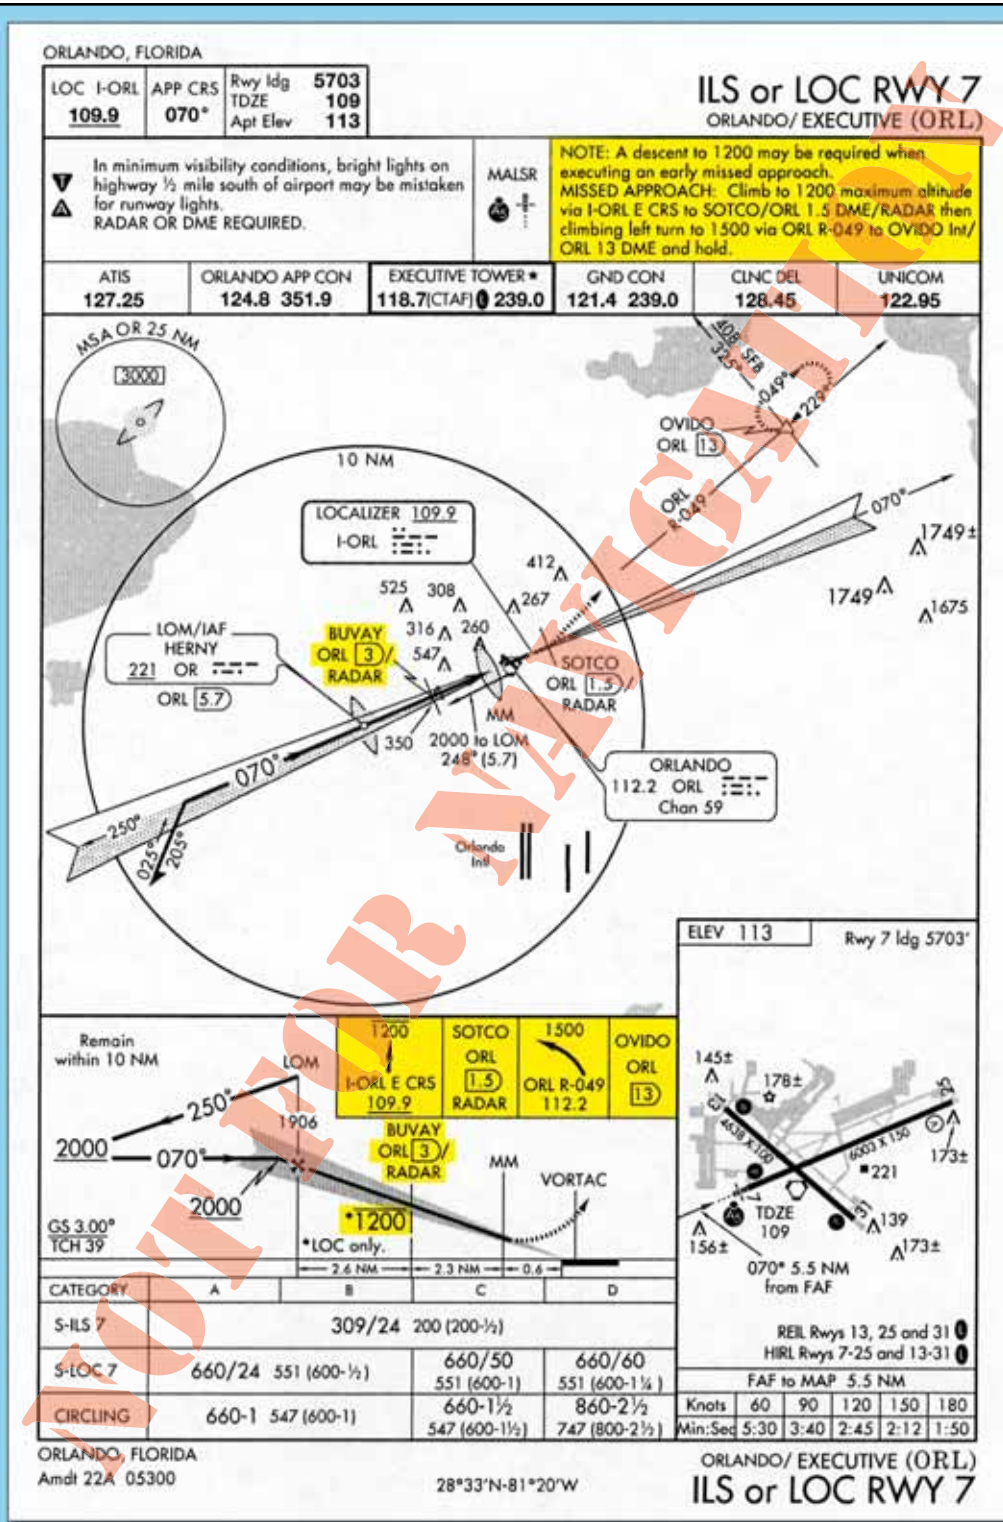 ORLANDO, FLORIDA
LOC I-ORL
109.9
APP CRS
070°
Rwy ldg 5703
TDZE 109
Apt Elev 113
ILS or LOC RWY 7
ORLANDO/ EXECUTIVE (ORL)
T
A
In minimum visibility conditions, bright lights on
highway ½ mile south of airport may be mistaken
for runway lights.
RADAR OR DME REQUIRED.
MALSR
NOTE: A descent to 1200 may be required when
executing an early missed approach.
MISSED APPROACH: Climb to 1200 maximum altitude
via I-ORL E CRS to SOTCO/ORL 1.5 DME/RADAR then
climbing left turn to 1500 via ORL R-049 to OVIDO Int/
ORL 13 DME and hold.
ATIS
127.25
ORLANDO APP CON
124.8 351.9
EXECUTIVE TOWER★
118.7(CTAF) L 239.0
GND CON
121.4 239.0
CLNC DEL
128.45
UNICOM
122.95
MSA OR 25 NM
3000
408 SFB
325°
049°
229°
OVIDO
ORL 13
10 NM
ORL
R-049
LOCALIZER 109.9
I-ORL
070°
1749±
1749
1675
412
525
308
267
316
260
547
LOM/IAF
HERNY
221 OR
ORL 5.7
BUVAY
ORL 3/
RADAR
SOTCO
ORL 1.5/
RADAR
MM
350
2000 to LOM
248° (5.7)
070°
250°
025°
205°
ORLANDO
112.2 ORL
Chan 59
Orlando
Intl
ELEV 113
Rwy 7 ldg 5703'
145±
178±
13
25
4638 X 100
6003 X 150
173±
221
7
TDZE
109
31
139
156±
173±
070° 5.5 NM
from FAF
REIL Rwys 13, 25 and 31 L
HIRL Rwys 7-25 and 13-31 L
Remain
within 10 NM
LOM
250°
1906
2000
070°
2000
GS 3.00°
TCH 39
1200
I-ORL E CRS
109.9
SOTCO
ORL
1.5
RADAR
1500
ORL R-049
112.2
OVIDO
ORL
13
BUVAY
ORL 3/
RADAR
MM
VORTAC
*1200
*LOC only.
2.6 NM
2.3 NM
0.6
CATEGORY A B C D
S-ILS 7 309/24 200 (200-½)
S-LOC 7 660/24 551 (600-½) 660/50 551 (600-1) 660/60 551 (600-1¼)
CIRCLING 660-1 547 (600-1) 660-1½ 547 (600-1½) 860-2½ 747 (800-2½)
FAF to MAP 5.5 NM
Knots 60 90 120 150 180
Min:Sec 5:30 3:40 2:45 2:12 1:50
ORLANDO, FLORIDA
Amdt 22A 05300
28°33'N-81°20'W
ORLANDO/ EXECUTIVE (ORL)
ILS or LOC RWY 7
NOT FOR NAVIGATION